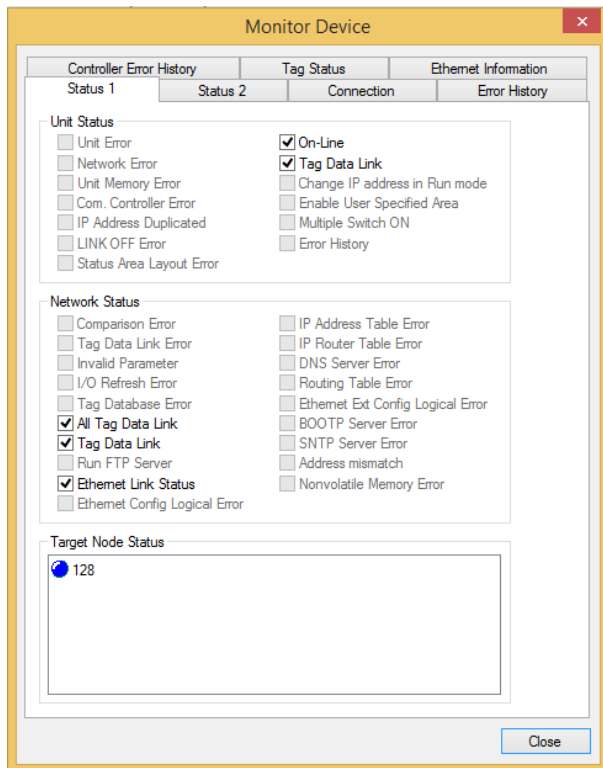 Monitor Device
Controller Error History Tag Status Ethernet Information
Status 1 Status 2 Connection Error History
Unit Status
Unit Error
Network Error
Unit Memory Error
Com. Controller Error
IP Address Duplicated
LINK OFF Error
Status Area Layout Error
On-Line
Tag Data Link
Change IP address in Run mode
Enable User Specified Area
Multiple Switch ON
Error History
Network Status
Comparison Error
Tag Data Link Error
Invalid Parameter
I/O Refresh Error
Tag Database Error
All Tag Data Link
Tag Data Link
Run FTP Server
Ethernet Link Status
Ethernet Config Logical Error
IP Address Table Error
IP Router Table Error
DNS Server Error
Routing Table Error
Ethernet Ext Config Logical Error
BOOTP Server Error
SNTP Server Error
Address mismatch
Nonvolatile Memory Error
Target Node Status
128
Close